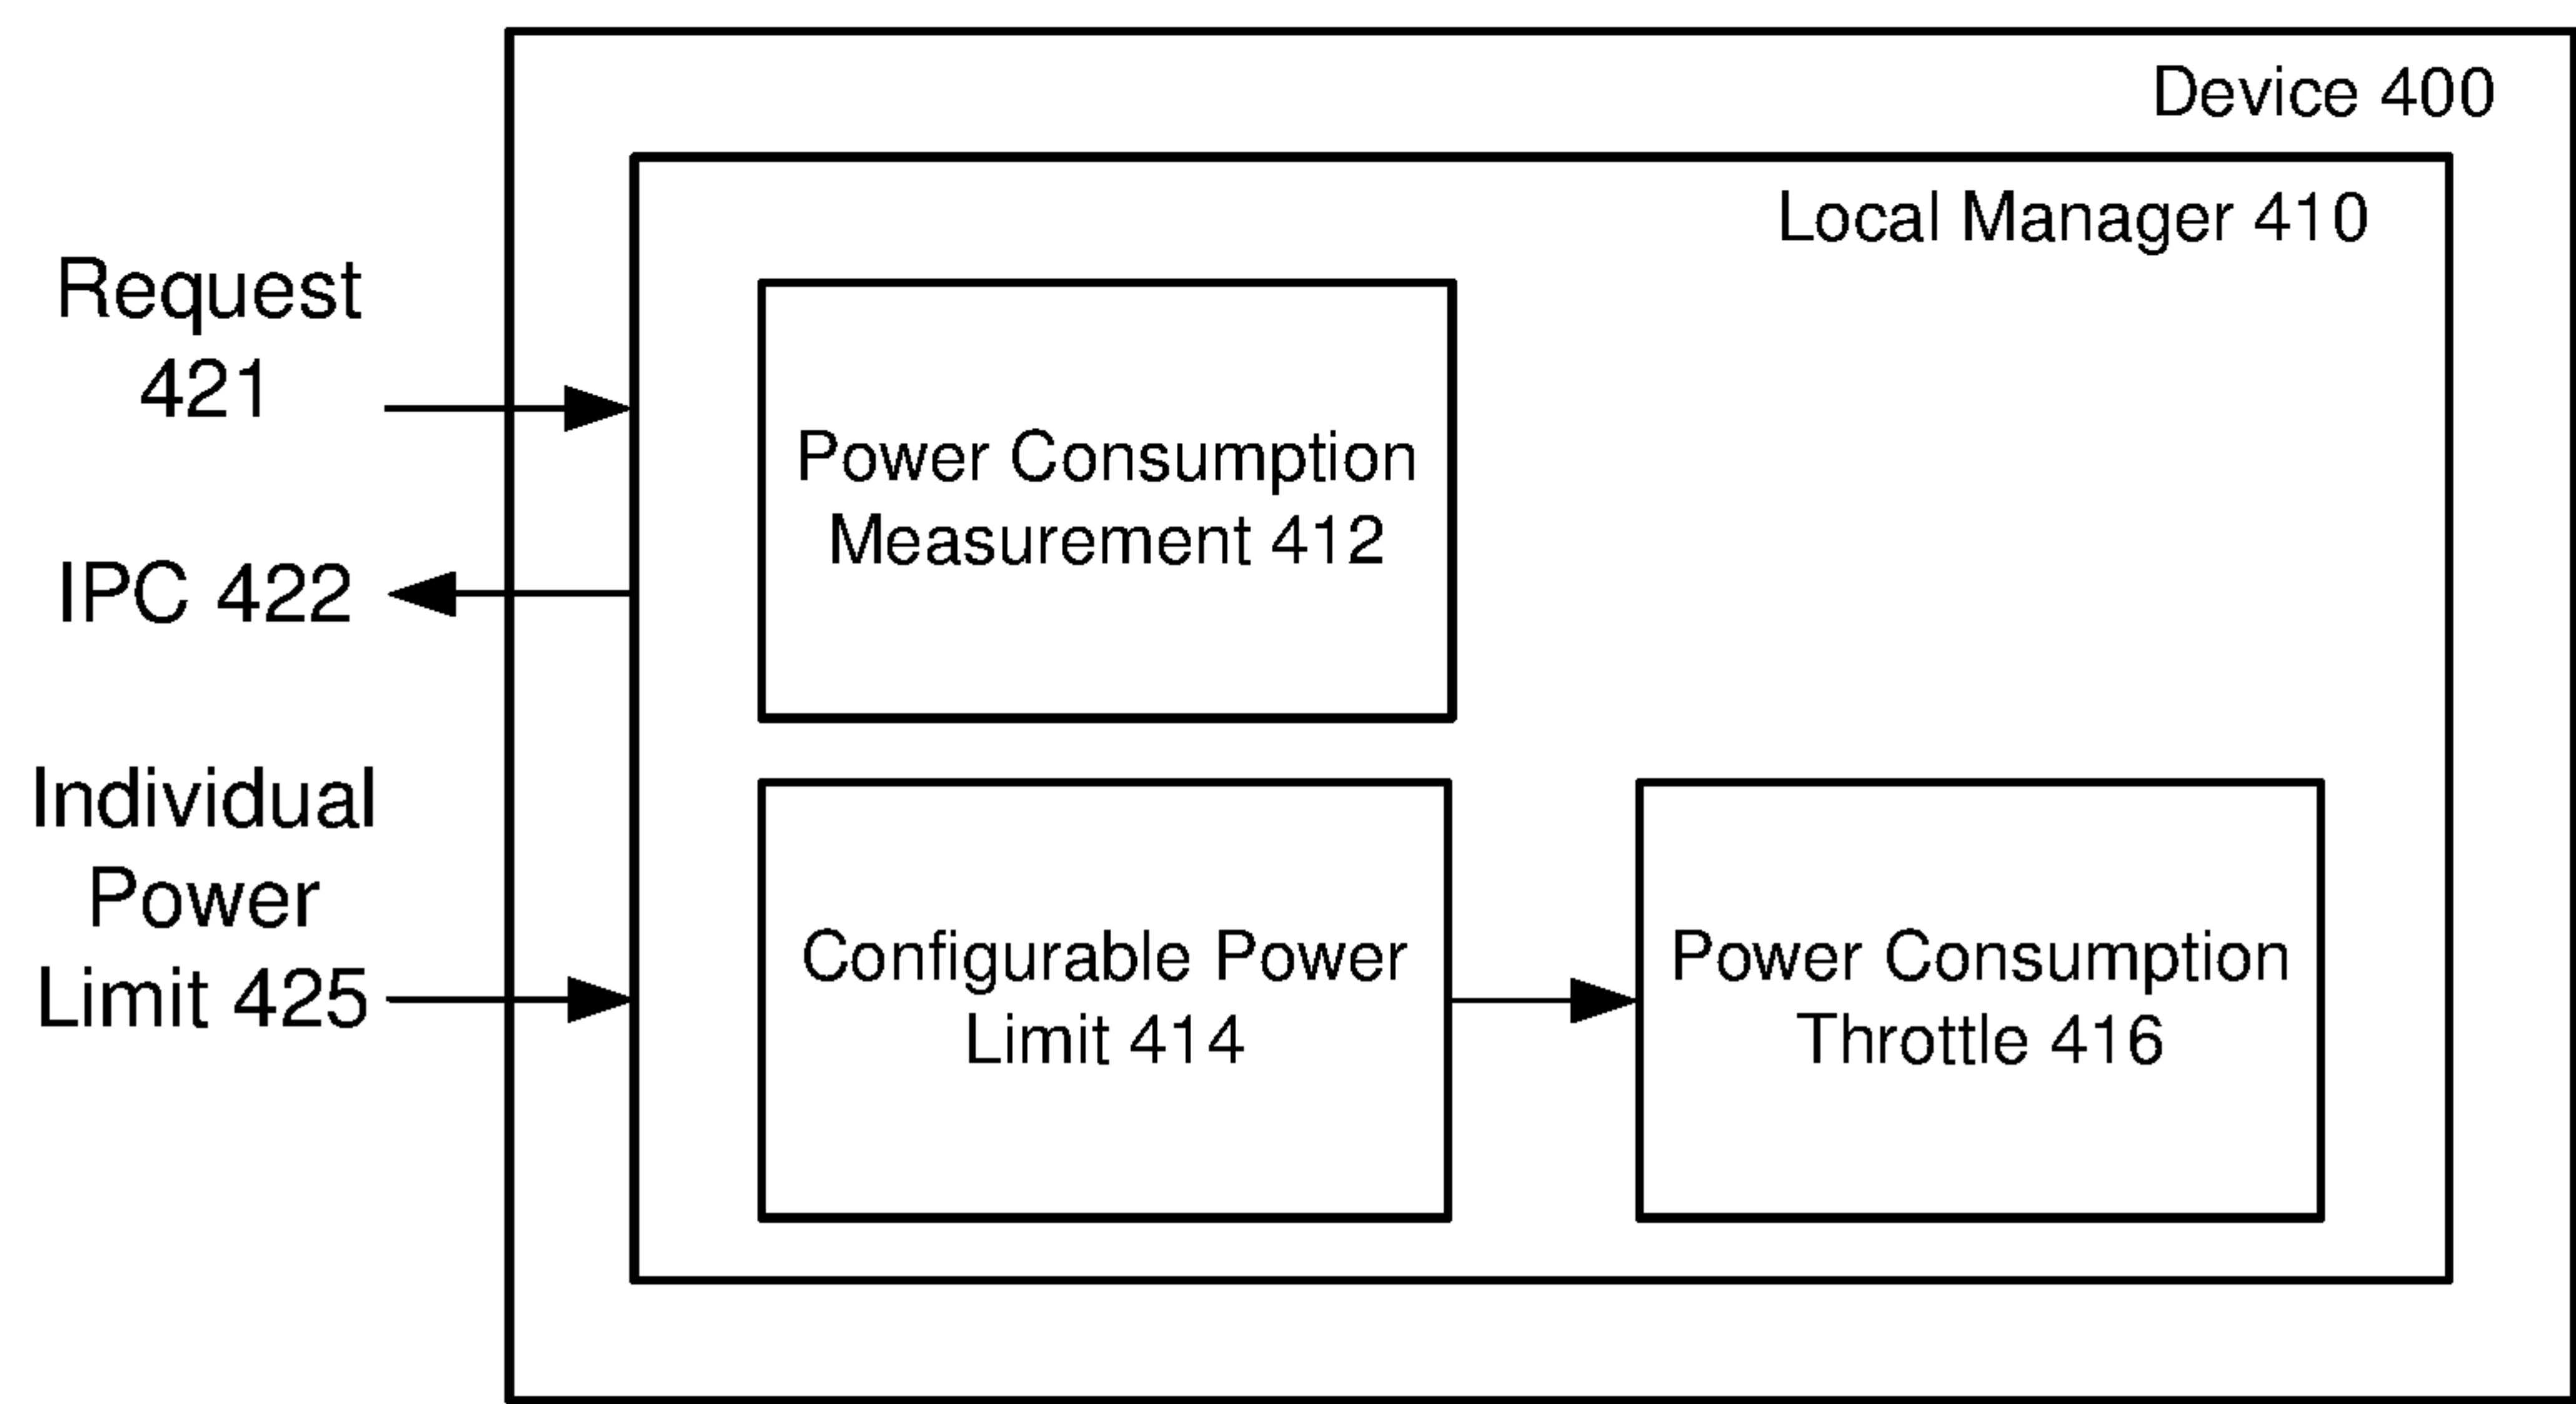 Device 400
Local Manager 410
Request
421
IPC 422
Individual
Power
Limit 425
Power Consumption
Measurement 412
Configurable Power
Limit 414
Power Consumption
Throttle 416